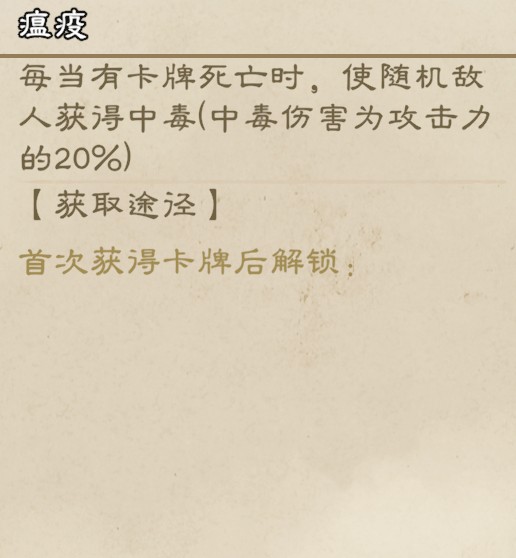 瘟疫
每当有卡牌死亡时，使随机敌
人获得中毒(中毒伤害为攻击力
的20%)
【获取途径】
首次获得卡牌后解锁：